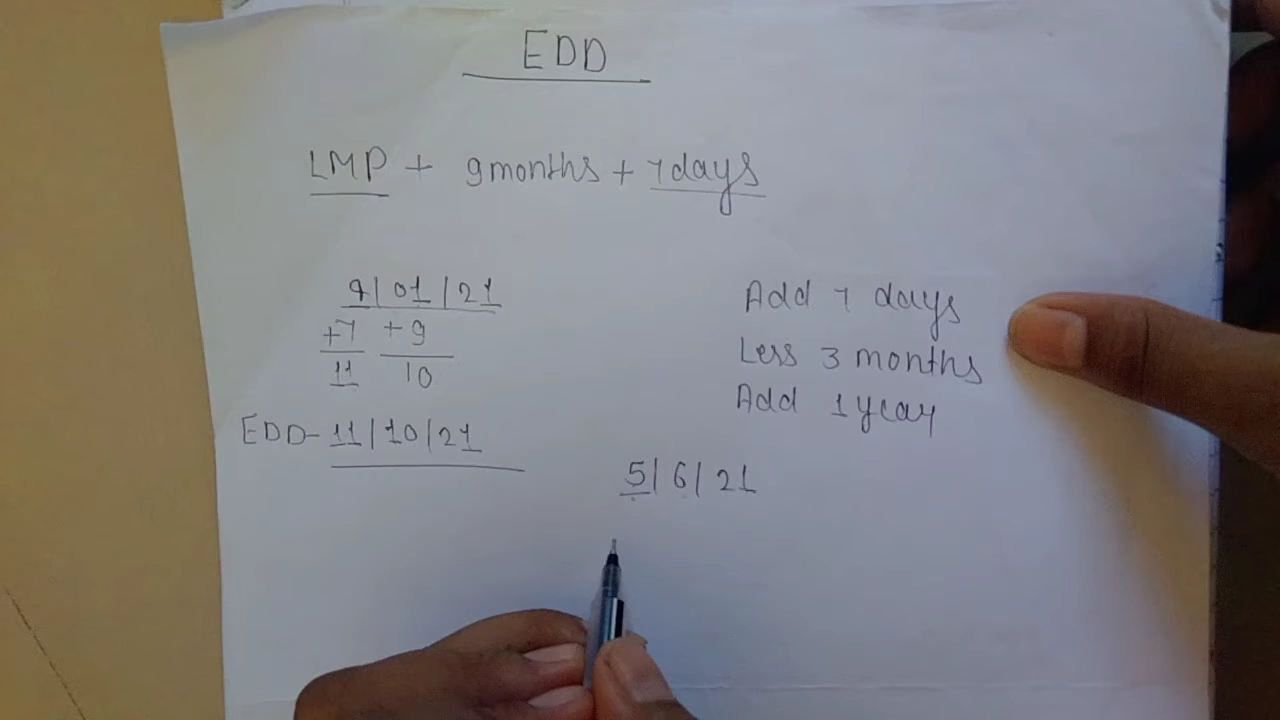 EDD
LMP + 9months + 7days
4/01/21
+7 +9
11 10
EDD- 11/10/21
Add 7 days
Less 3 months
Add 1 year
5/6/21